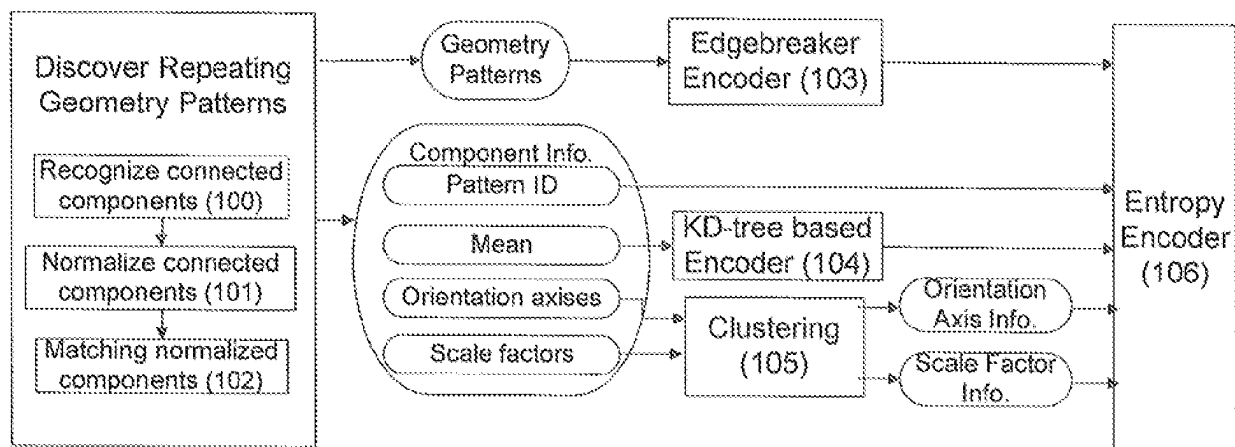 Discover Repeating
Geometry Patterns
Recognize connected
components (100)
Normalize connected
components (101)
Matching normalized
components (102)
Geometry
Patterns
Edgebreaker
Encoder (103)
Component Info.
Pattern ID
Mean
Orientation axises
Scale factors
KD-tree based
Encoder (104)
Clustering
(105)
Orientation
Axis Info.
Scale Factor
Info.
Entropy
Encoder
(106)